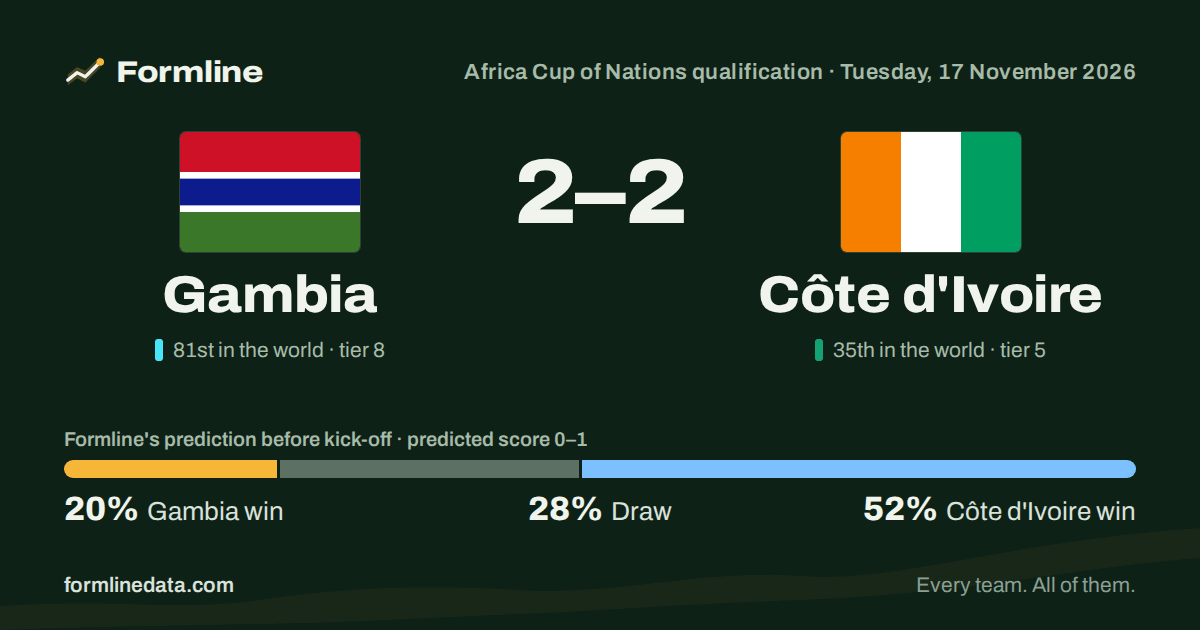 Formline
Africa Cup of Nations qualification · Tuesday, 17 November 2026
2–2
Gambia
Côte d'Ivoire
81st in the world · tier 8
35th in the world · tier 5
Formline's prediction before kick-off · predicted score 0–1
20% Gambia win
28% Draw
52% Côte d'Ivoire win
formlinedata.com
Every team. All of them.